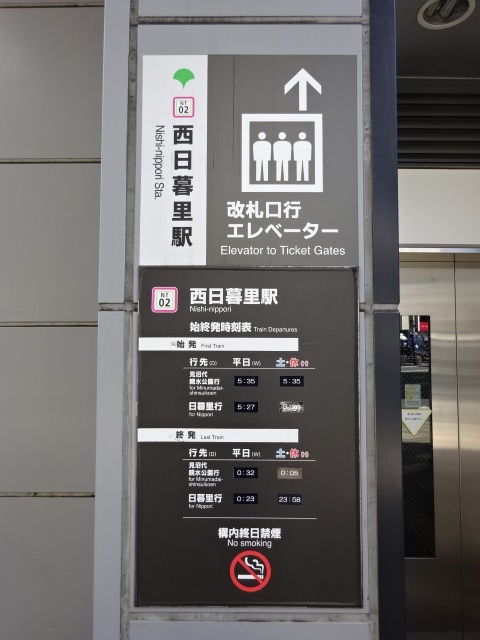 NT
02
西日暮里駅
Nishi-nippori Sta.
改札口行
エレベーター
Elevator to Ticket Gates
NT
02
西日暮里駅
Nishi-nippori
始終発時刻表 Train Departures
始発 First Train
行先(D) 平日(W) 土・休(H)
見沼代
親水公園行 5:35 5:35
for Minumadai-
shinsuikoen
日暮里行 5:27
for Nippori
終発 Last Train
行先(D) 平日(W) 土・休(H)
見沼代
親水公園行 0:32 0:05
for Minumadai-
shinsuikoen
日暮里行 0:23 23:58
for Nippori
構内終日禁煙
No smoking